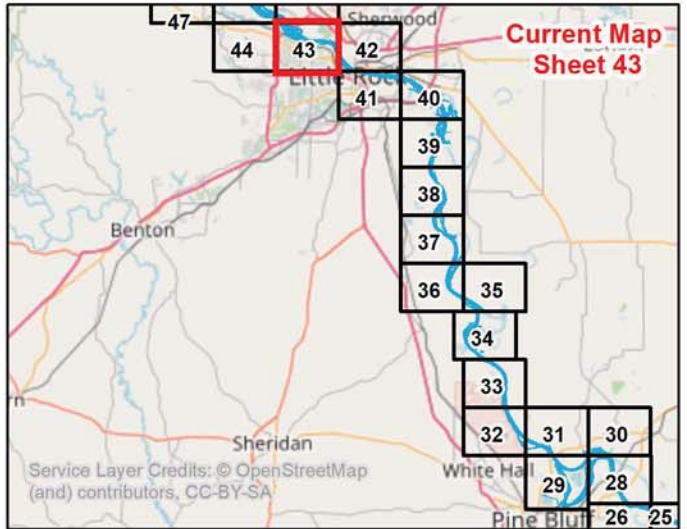 47
Sherwood
44
43
42
Current Map
Sheet 43
Little Rock
41
40
39
38
Benton
37
36
35
34
33
32
31
30
Sheridan
White Hall
29
28
Service Layer Credits: © OpenStreetMap
(and) contributors, CC-BY-SA
Pine Bluff
26
25